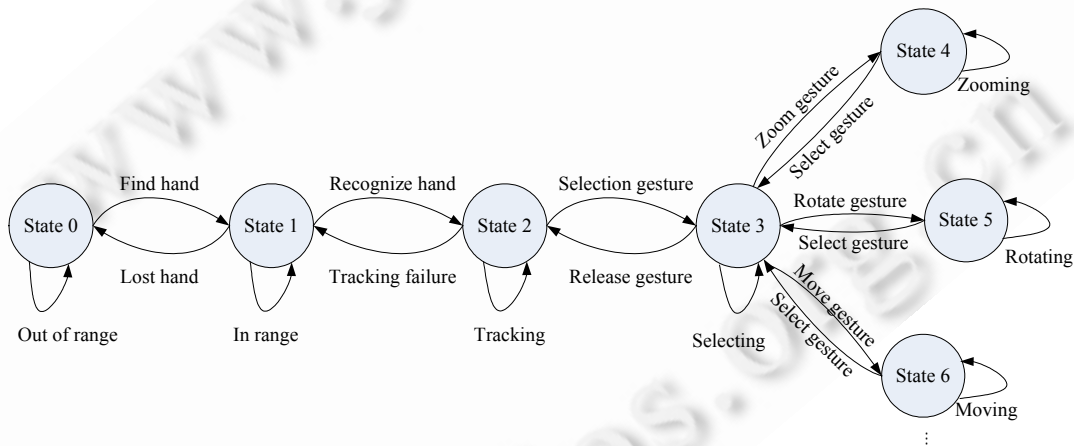 State 4
Zooming
Zoom gesture
Select gesture
Find hand
Recognize hand
Selection gesture
Rotate gesture
State 0
State 1
State 2
State 3
State 5
Select gesture
Rotating
Lost hand
Tracking failure
Release gesture
Move gesture
Select gesture
Out of range
In range
Tracking
Selecting
State 6
Moving
⋮